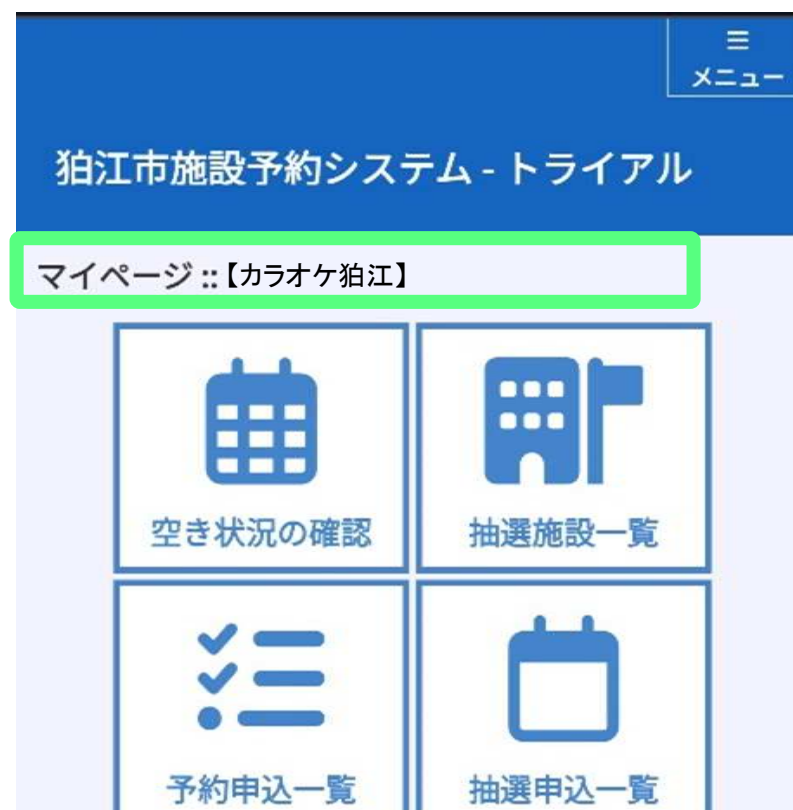 メニュー
狛江市施設予約システム - トライアル
マイページ ::【カラオケ狛江】
空き状況の確認
抽選施設一覧
予約申込一覧
抽選申込一覧